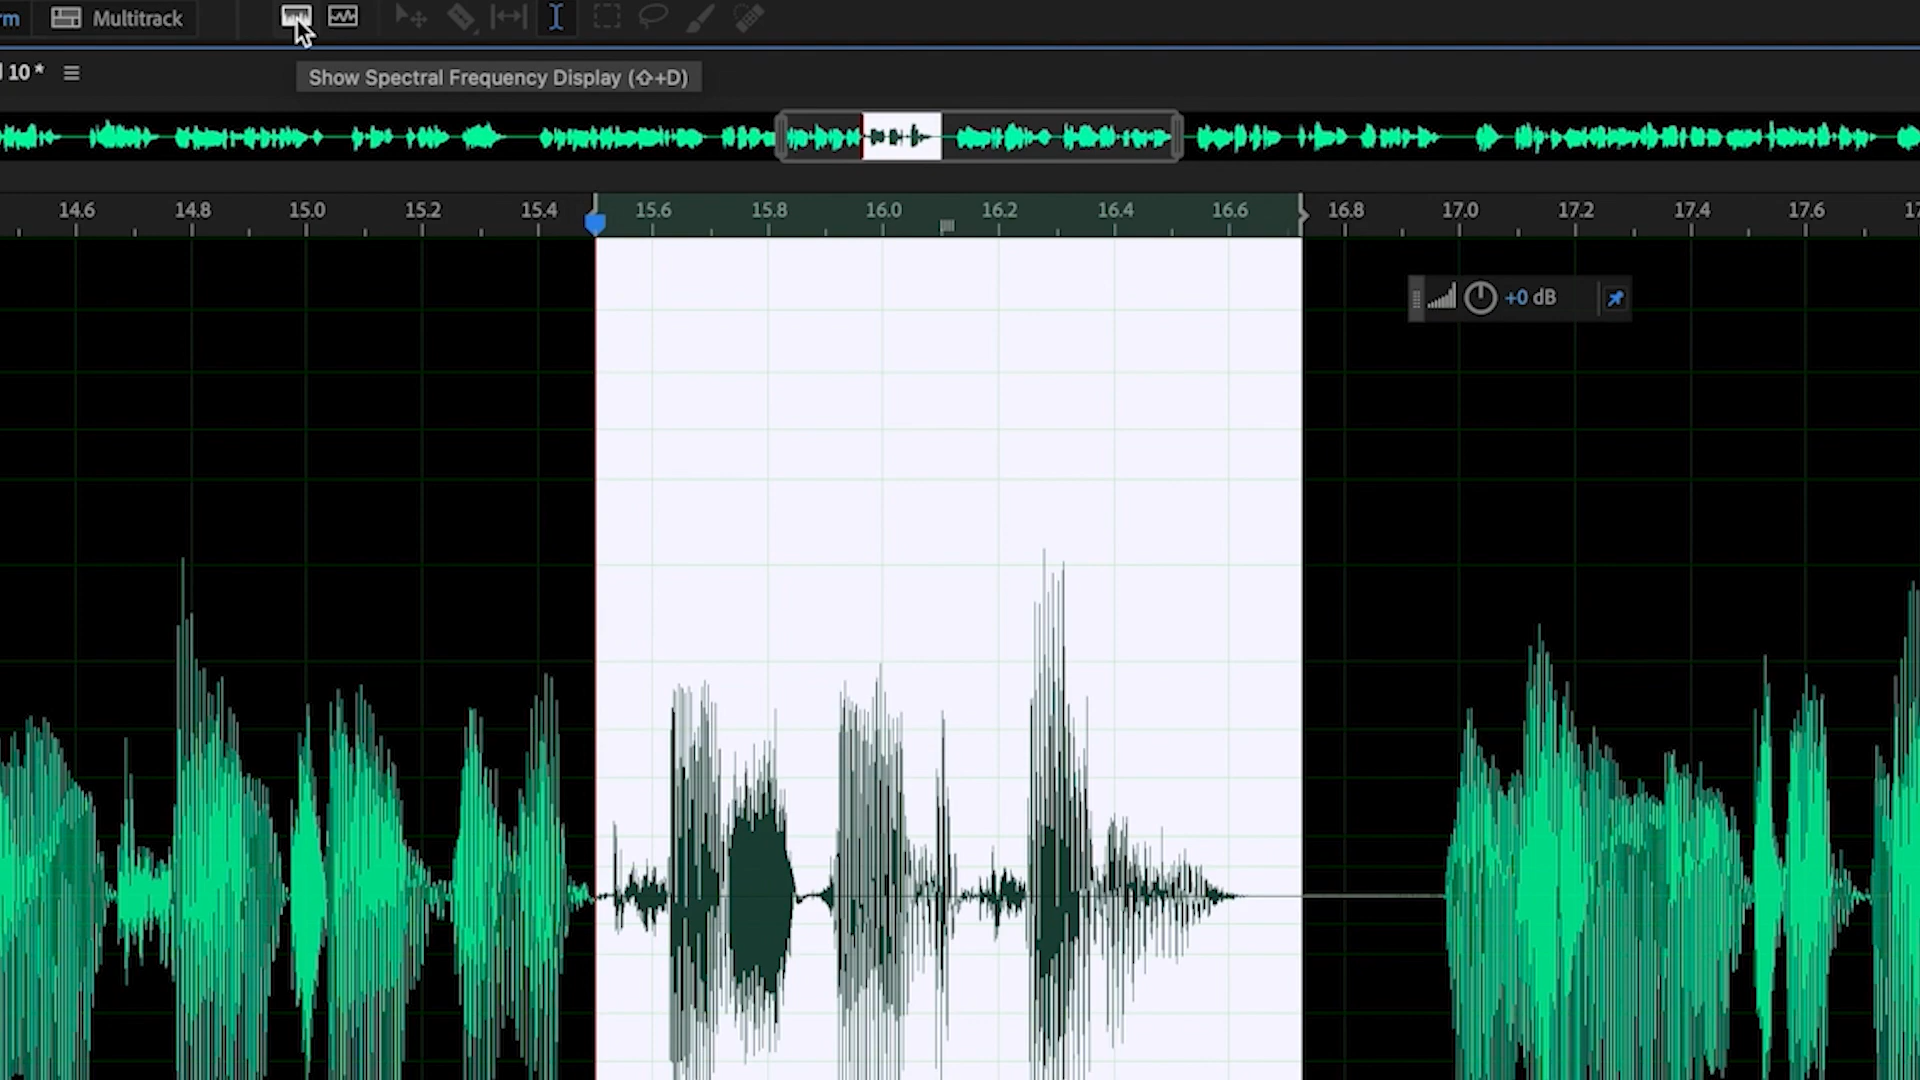 rm Multitrack
10 *
Show Spectral Frequency Display (⇧+D)
14.6 14.8 15.0 15.2 15.4 15.6 15.8 16.0 16.2 16.4 16.6 16.8 17.0 17.2 17.4 17.6 17
+0 dB